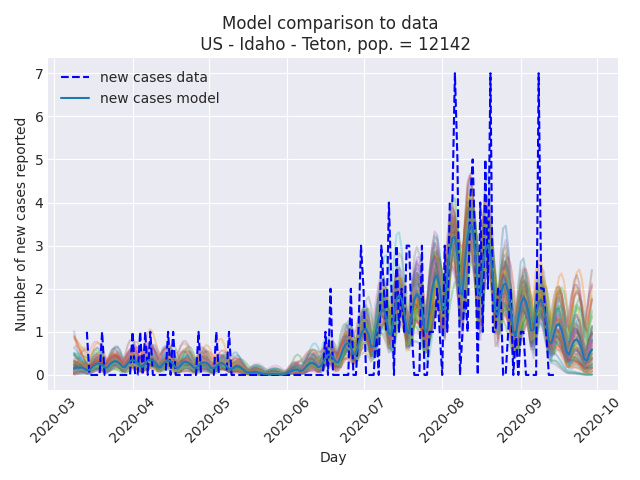 Model comparison to data
US - Idaho - Teton, pop. = 12142
new cases data
new cases model
Number of new cases reported
7
6
5
4
3
2
1
0
2020-03
2020-04
2020-05
2020-06
2020-07
2020-08
2020-09
2020-10
Day